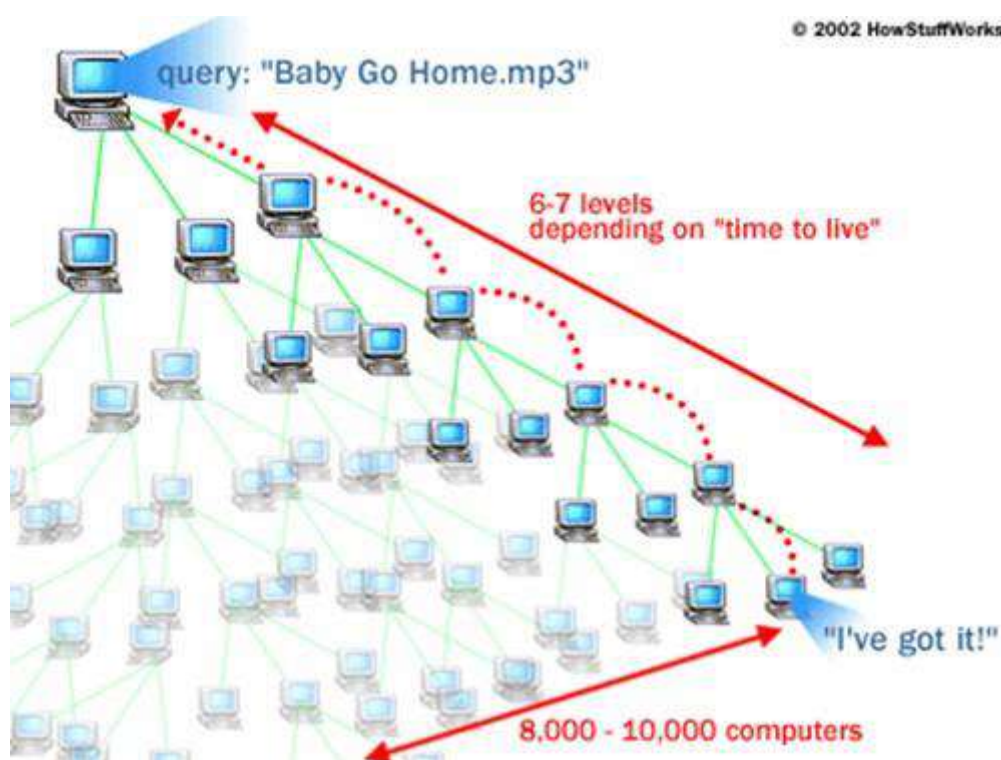 © 2002 HowStuffWorks
query: "Baby Go Home.mp3"
6-7 levels
depending on "time to live"
"I've got it!"
8,000 - 10,000 computers